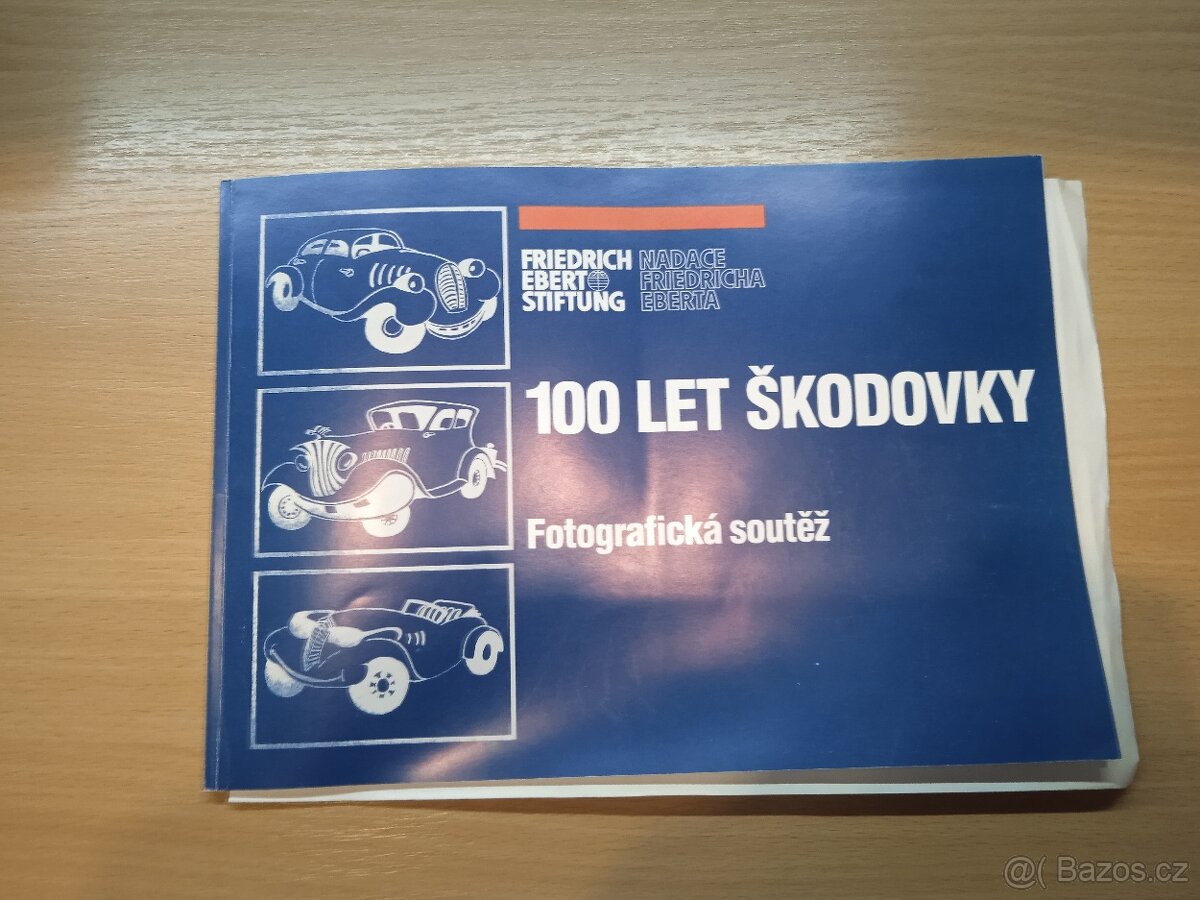 FRIEDRICH
EBERT
STIFTUNG
NADACE
FRIEDRICHA
EBERTA
100 LET ŠKODOVKY
Fotografická soutěž
@( Bazos.cz